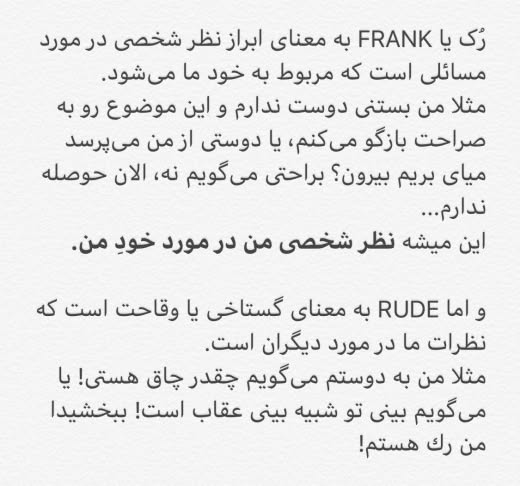 رُک یا FRANK به معنای ابراز نظر شخصی در مورد
مسائلی است که مربوط به خود ما می‌شود.
مثلا من بستنی دوست ندارم و این موضوع رو به
صراحت بازگو می‌کنم، یا دوستی از من می‌پرسد
میای بریم بیرون؟ براحتی می‌گویم نه، الان حوصله
ندارم...
این میشه نظر شخصی من در مورد خودِ من.
و اما RUDE به معنای گستاخی یا وقاحت است که
نظرات ما در مورد دیگران است.
مثلا من به دوستم می‌گویم چقدر چاق هستی! یا
می‌گویم بینی تو شبیه بینی عقاب است! ببخشیدا
من رك هستم!